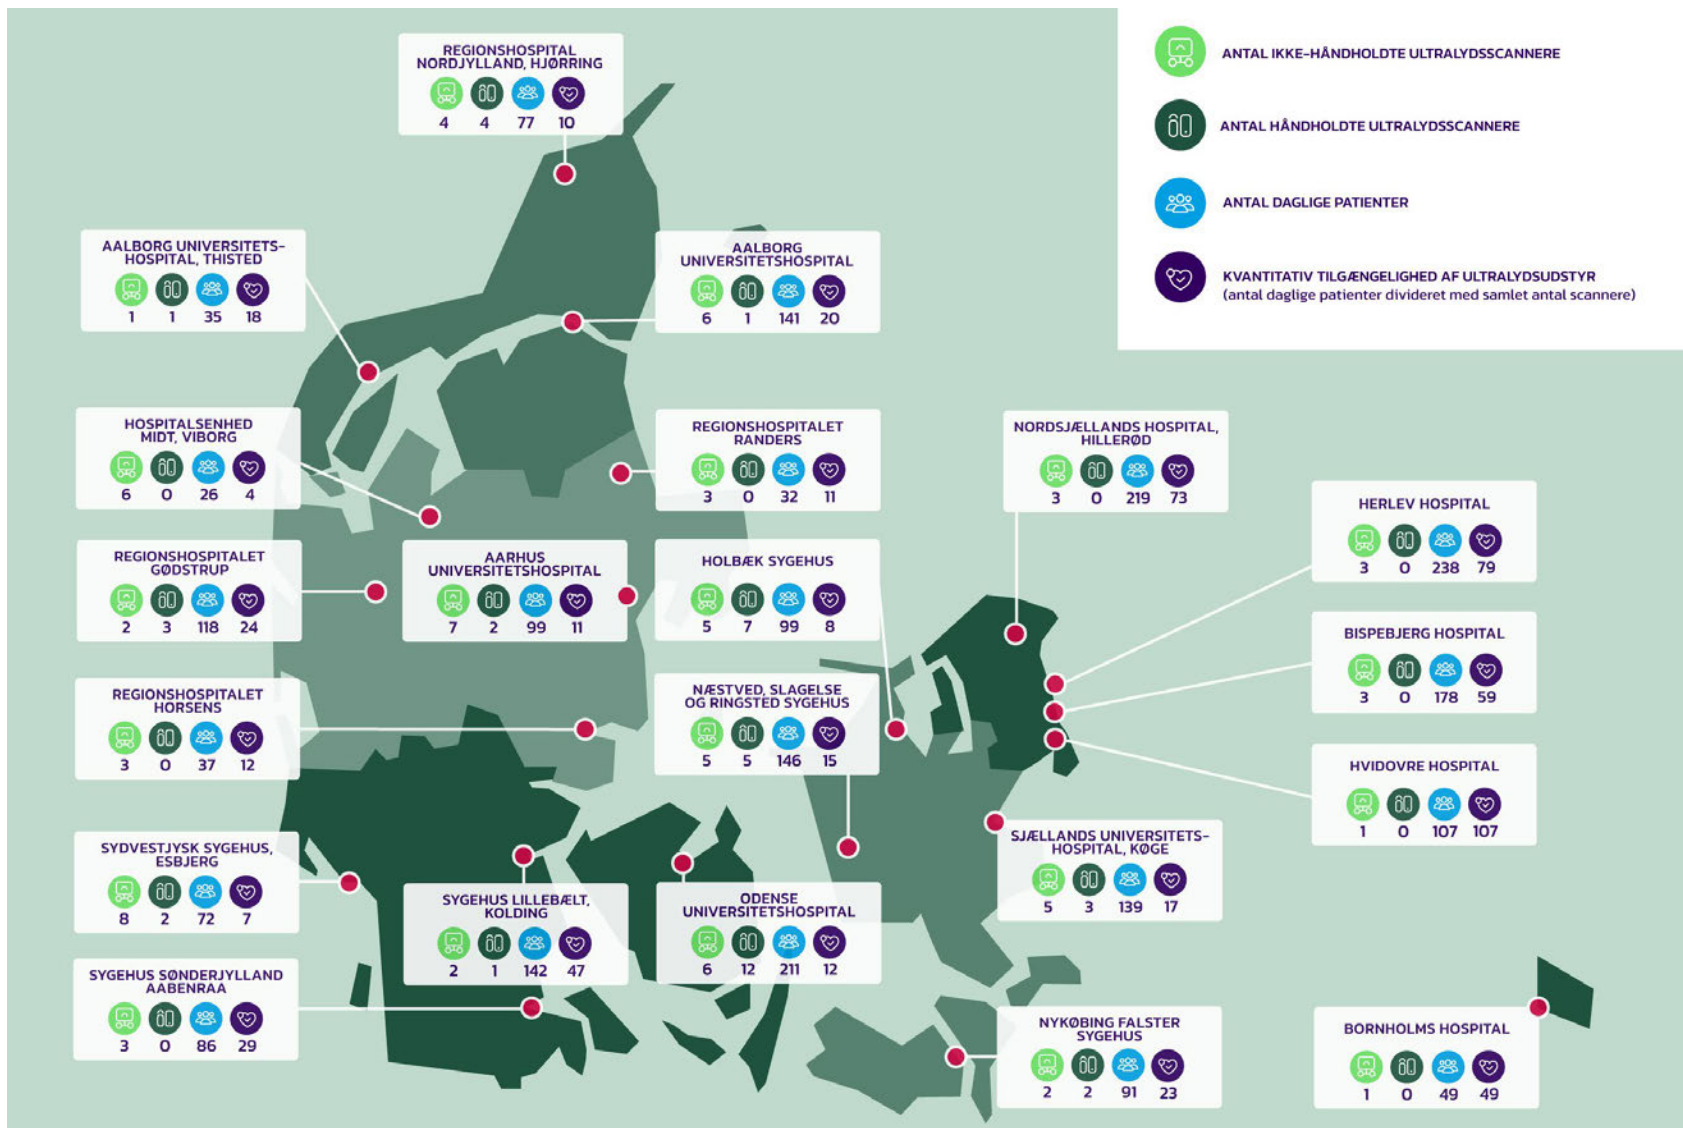 REGIONSHOSPITAL
NORDJYLLAND, HJØRRING
4 4 77 10
ANTAL IKKE-HÅNDHOLDTE ULTRALYDSSCANNERE
ANTAL HÅNDHOLDTE ULTRALYDSSCANNERE
ANTAL DAGLIGE PATIENTER
KVANTITATIV TILGÆNGELIGHED AF ULTRALYDSUDSTYR
(antal daglige patienter divideret med samlet antal scannere)
AALBORG UNIVERSITETS-
HOSPITAL, THISTED
1 1 35 18
AALBORG
UNIVERSITETSHOSPITAL
6 1 141 20
HOSPITALSENHED
MIDT, VIBORG
6 0 26 4
REGIONSHOSPITALET
RANDERS
3 0 32 11
NORDSJÆLLANDS HOSPITAL,
HILLERØD
3 0 219 73
HERLEV HOSPITAL
3 0 238 79
REGIONSHOSPITALET
GØDSTRUP
2 3 118 24
AARHUS
UNIVERSITETSHOSPITAL
7 2 99 11
HOLBÆK SYGEHUS
5 7 99 8
BISPEBJERG HOSPITAL
3 0 178 59
REGIONSHOSPITALET
HORSENS
3 0 37 12
NÆSTVED, SLAGELSE
OG RINGSTED SYGEHUS
5 5 146 15
HVIDOVRE HOSPITAL
1 0 107 107
SYDVESTJYSK SYGEHUS,
ESBJERG
8 2 72 7
SYGEHUS LILLEBÆLT,
KOLDING
2 1 142 47
ODENSE
UNIVERSITETSHOSPITAL
6 12 211 12
SJÆLLANDS UNIVERSITETS-
HOSPITAL, KØGE
5 3 139 17
SYGEHUS SØNDERJYLLAND
AABENRAA
3 0 86 29
NYKØBING FALSTER
SYGEHUS
2 2 91 23
BORNHOLMS HOSPITAL
1 0 49 49